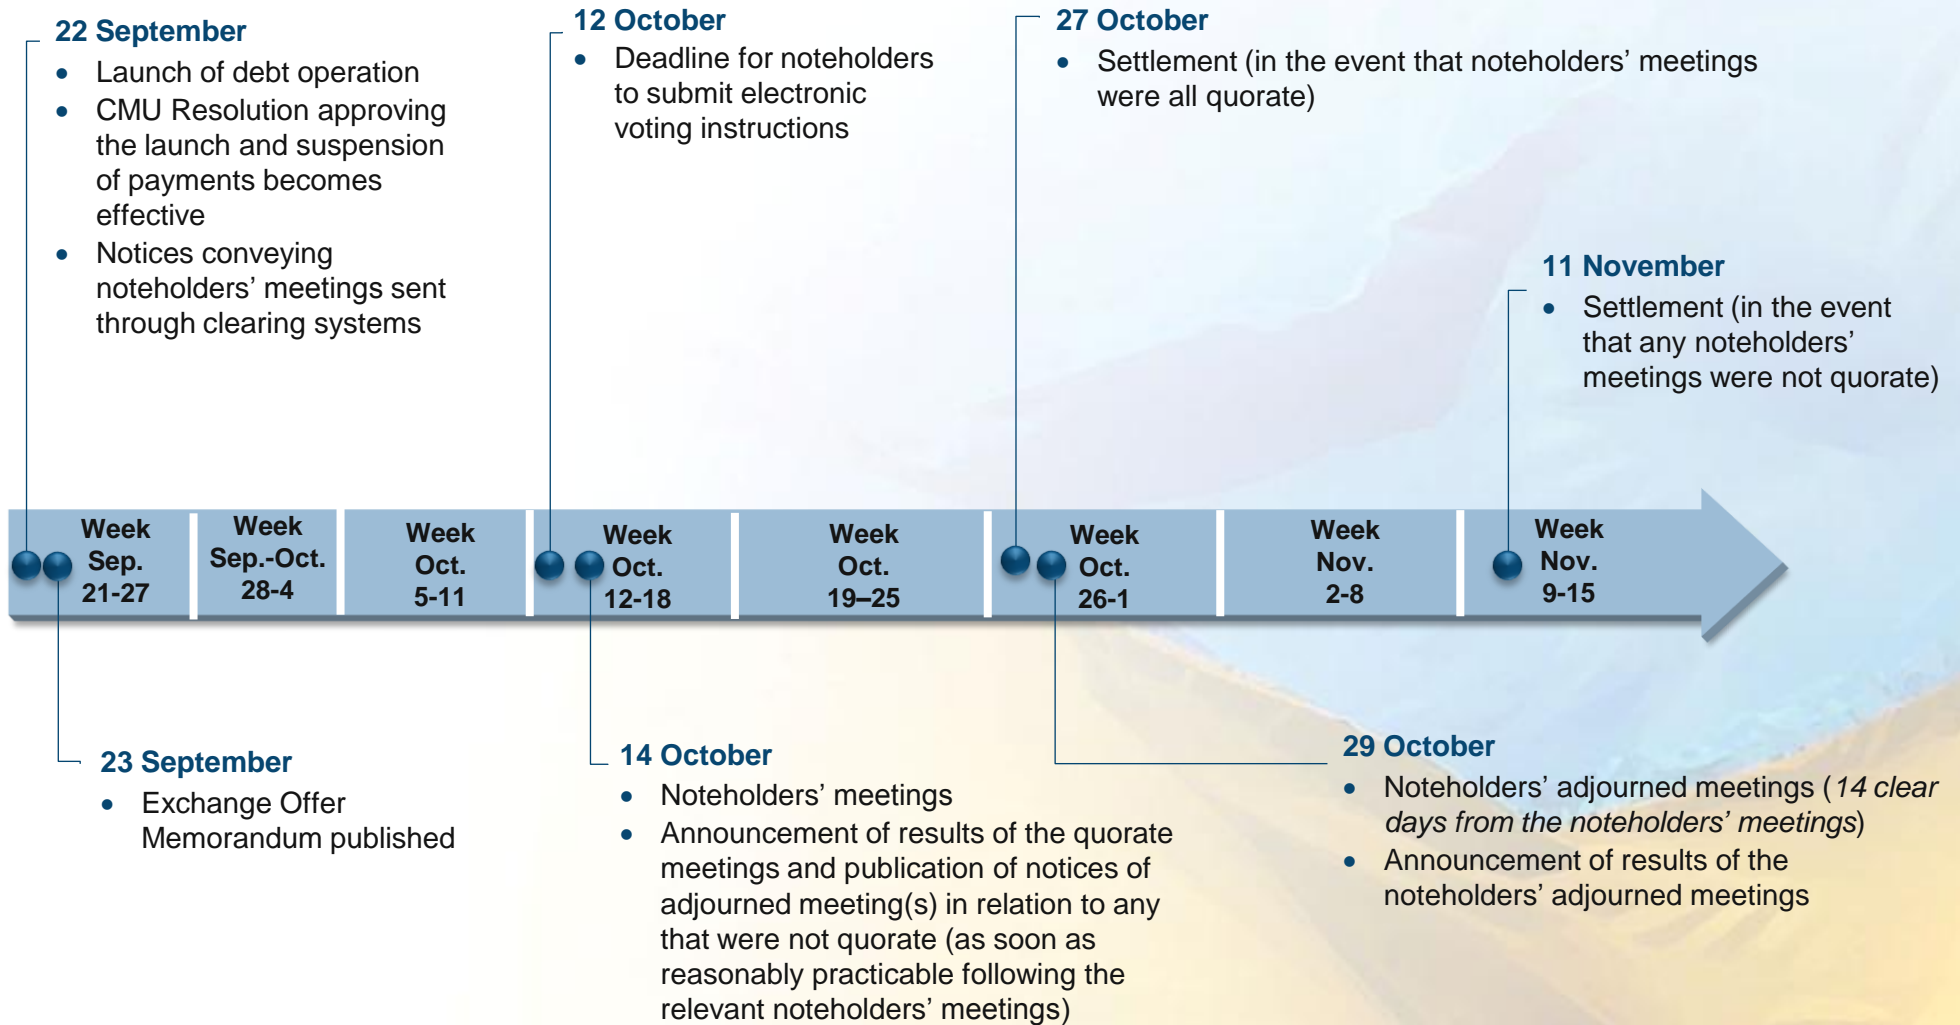 22 September
• Launch of debt operation
• CMU Resolution approving
the launch and suspension
of payments becomes
effective
• Notices conveying
noteholders’ meetings sent
through clearing systems
12 October
• Deadline for noteholders
to submit electronic
voting instructions
27 October
• Settlement (in the event that noteholders’ meetings
were all quorate)
11 November
• Settlement (in the event
that any noteholders’
meetings were not quorate)
Week
Sep.
21-27
Week
Sep.-Oct.
28-4
Week
Oct.
5-11
Week
Oct.
12-18
Week
Oct.
19–25
Week
Oct.
26-1
Week
Nov.
2-8
Week
Nov.
9-15
23 September
• Exchange Offer
Memorandum published
14 October
• Noteholders’ meetings
• Announcement of results of the quorate
meetings and publication of notices of
adjourned meeting(s) in relation to any
that were not quorate (as soon as
reasonably practicable following the
relevant noteholders’ meetings)
29 October
• Noteholders’ adjourned meetings (14 clear
days from the noteholders’ meetings)
• Announcement of results of the
noteholders’ adjourned meetings